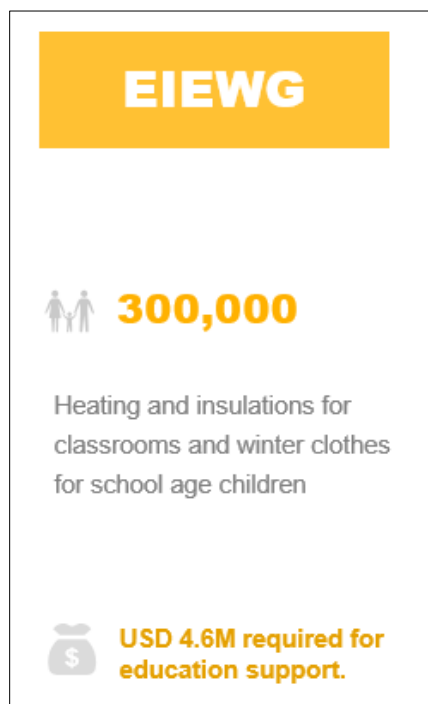 EIEWG
300,000
Heating and insulations for
classrooms and winter clothes
for school age children
$
USD 4.6M required for
education support.